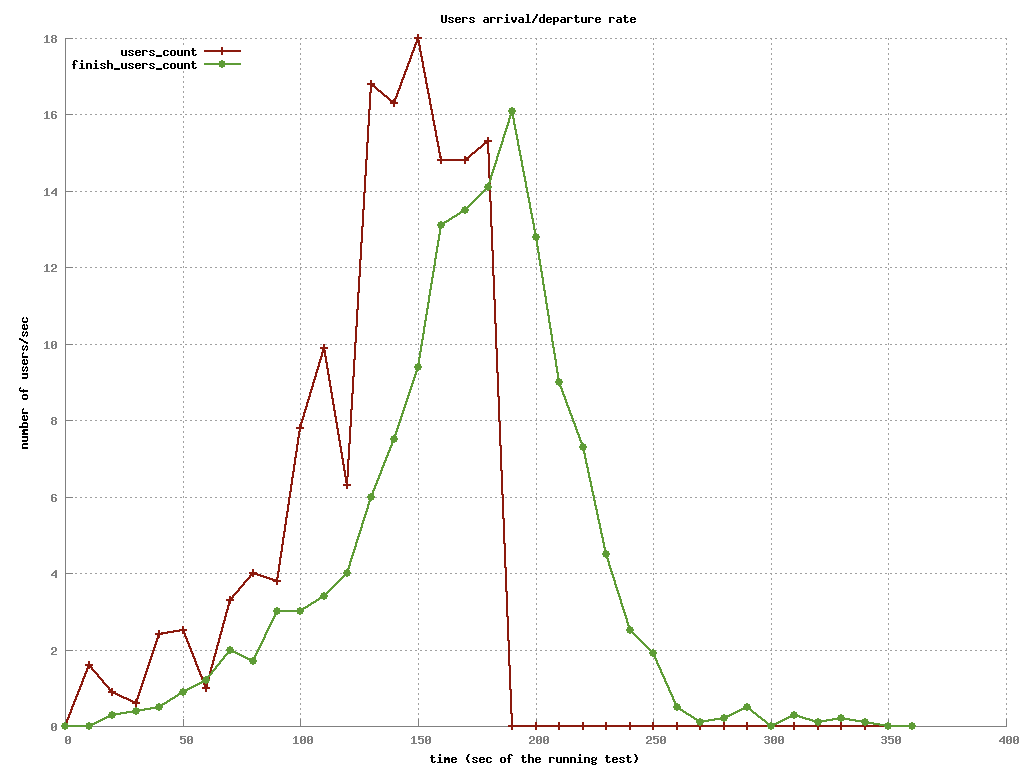 Users arrival/departure rate
users_count
finish_users_count
18
16
14
12
10
8
6
4
2
0
number of users/sec
0 50 100 150 200 250 300 350 400
time (sec of the running test)